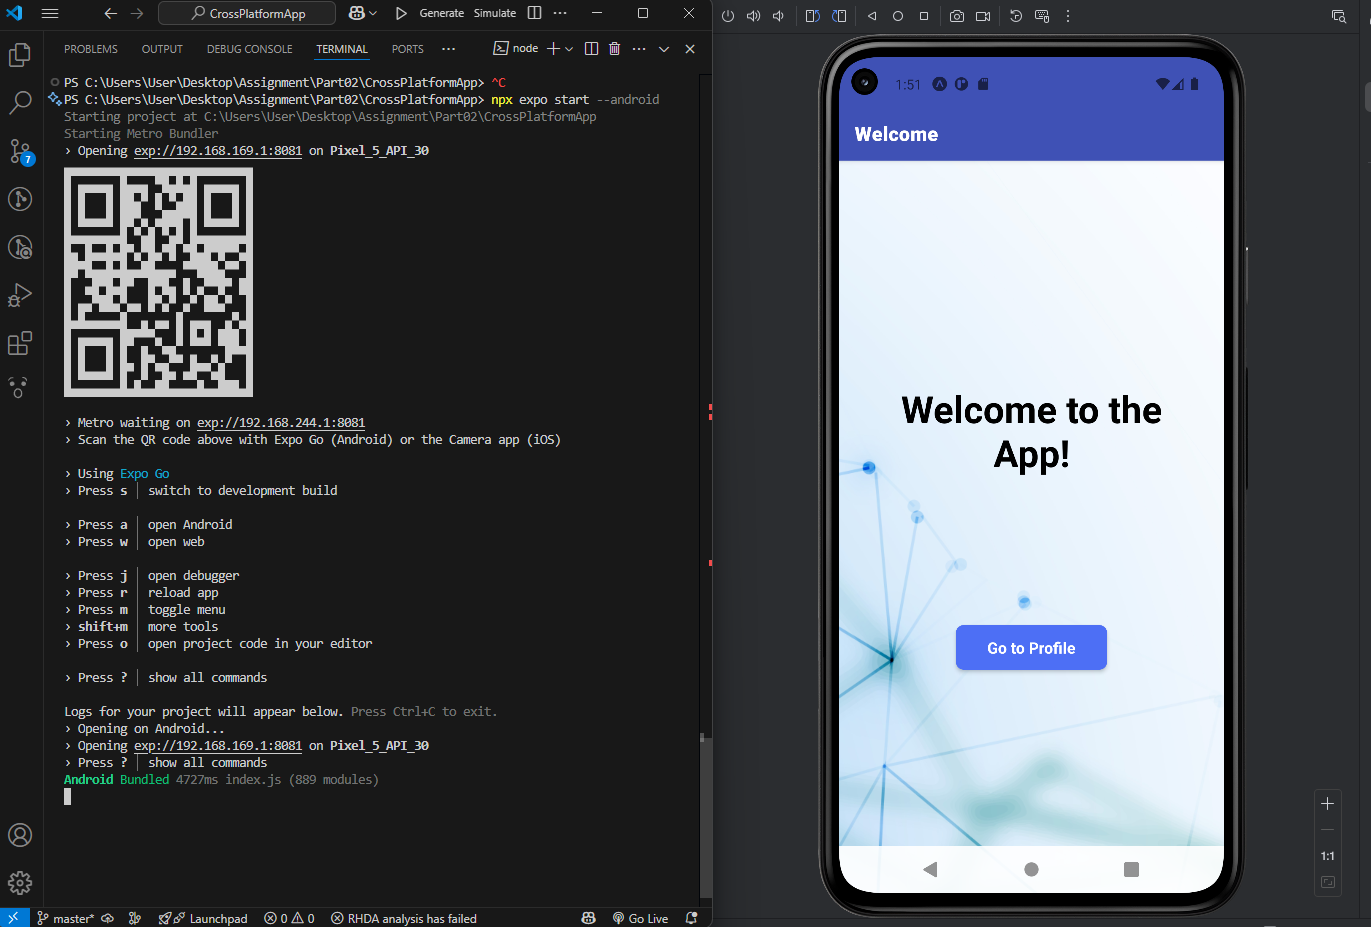 CrossPlatformApp
Generate Simulate
PROBLEMS OUTPUT DEBUG CONSOLE TERMINAL PORTS
node
PS C:\Users\User\Desktop\Assignment\Part02\CrossPlatformApp> ^C
PS C:\Users\User\Desktop\Assignment\Part02\CrossPlatformApp> npx expo start --android
Starting project at C:\Users\User\Desktop\Assignment\Part02\CrossPlatformApp
Starting Metro Bundler
› Opening exp://192.168.169.1:8081 on Pixel_5_API_30
› Metro waiting on exp://192.168.244.1:8081
› Scan the QR code above with Expo Go (Android) or the Camera app (iOS)
› Using Expo Go
› Press s │ switch to development build
› Press a │ open Android
› Press w │ open web
› Press j │ open debugger
› Press r │ reload app
› Press m │ toggle menu
› shift+m │ more tools
› Press o │ open project code in your editor
› Press ? │ show all commands
Logs for your project will appear below. Press Ctrl+C to exit.
› Opening on Android...
› Opening exp://192.168.169.1:8081 on Pixel_5_API_30
› Press ? │ show all commands
Android Bundled 4727ms index.js (889 modules)
7
master* Launchpad 0 0 RHDA analysis has failed Go Live
1:51
Welcome
Welcome to the
App!
Go to Profile
1:1